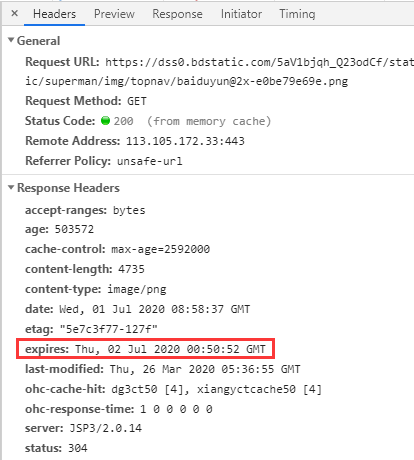 Headers Preview Response Initiator Timing
General
Request URL: https://dss0.bdstatic.com/5aV1bjqh_Q23odCf/stat
ic/superman/img/topnav/baiduyun@2x-e0be79e69e.png
Request Method: GET
Status Code: 200 (from memory cache)
Remote Address: 113.105.172.33:443
Referrer Policy: unsafe-url
Response Headers
accept-ranges: bytes
age: 503572
cache-control: max-age=2592000
content-length: 4735
content-type: image/png
date: Wed, 01 Jul 2020 08:58:37 GMT
etag: "5e7c3f77-127f"
expires: Thu, 02 Jul 2020 00:50:52 GMT
last-modified: Thu, 26 Mar 2020 05:36:55 GMT
ohc-cache-hit: dg3ct50 [4], xiangyctcache50 [4]
ohc-response-time: 1 0 0 0 0 0
server: JSP3/2.0.14
status: 304